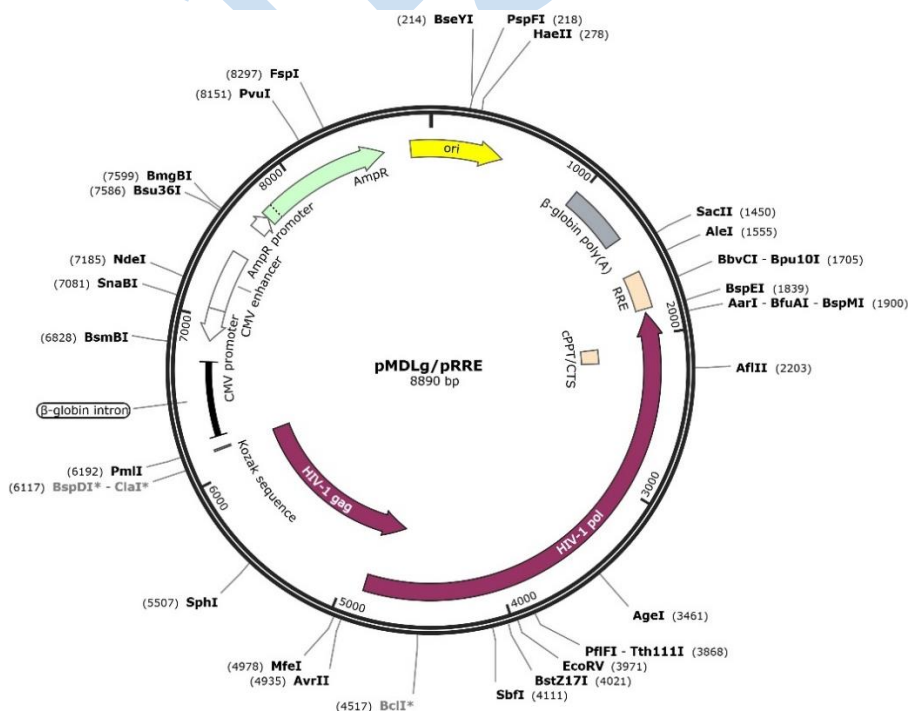 (214) BseYI
PspFI (218)
HaeII (278)
(8297) FspI
(8151) PvuI
(7599) BmgBI
(7586) Bsu36I
(7185) NdeI
(7081) SnaBI
(6828) BsmBI
β-globin intron
(6192) PmlI
(6117) BspDI* - ClaI*
(5507) SphI
(4978) MfeI
(4935) AvrII
(4517) BclI*
SbfI (4111)
BstZ17I (4021)
EcoRV (3971)
PflFI - Tth111I (3868)
AgeI (3461)
AflII (2203)
AarI - BfuAI - BspMI (1900)
BspEI (1839)
BbvCI - Bpu10I (1705)
AleI (1555)
SacII (1450)
1000
2000
3000
4000
5000
6000
7000
8000
ori
AmpR
AmpR promoter
CMV enhancer
CMV promoter
Kozak sequence
β-globin poly(A)
RRE
cPPT/CTS
HIV-1 gag
HIV-1 pol
pMDLg/pRRE
8890 bp